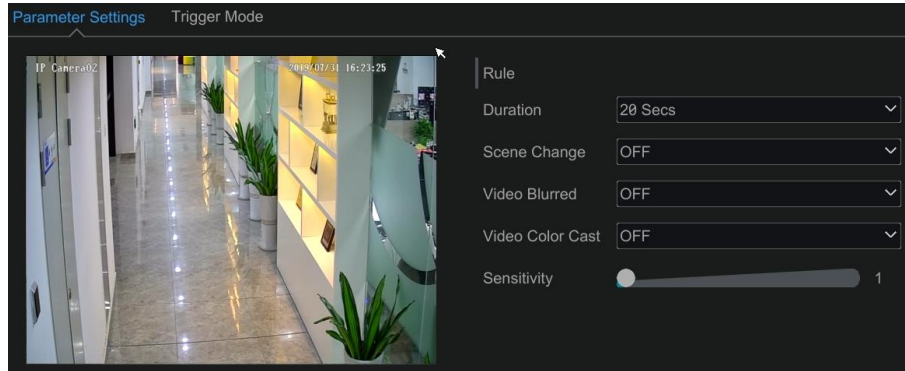 Parameter Settings Trigger Mode
IP Camera02 2019/07/31 16:23:25
Rule
Duration 20 Secs
Scene Change OFF
Video Blurred OFF
Video Color Cast OFF
Sensitivity 1